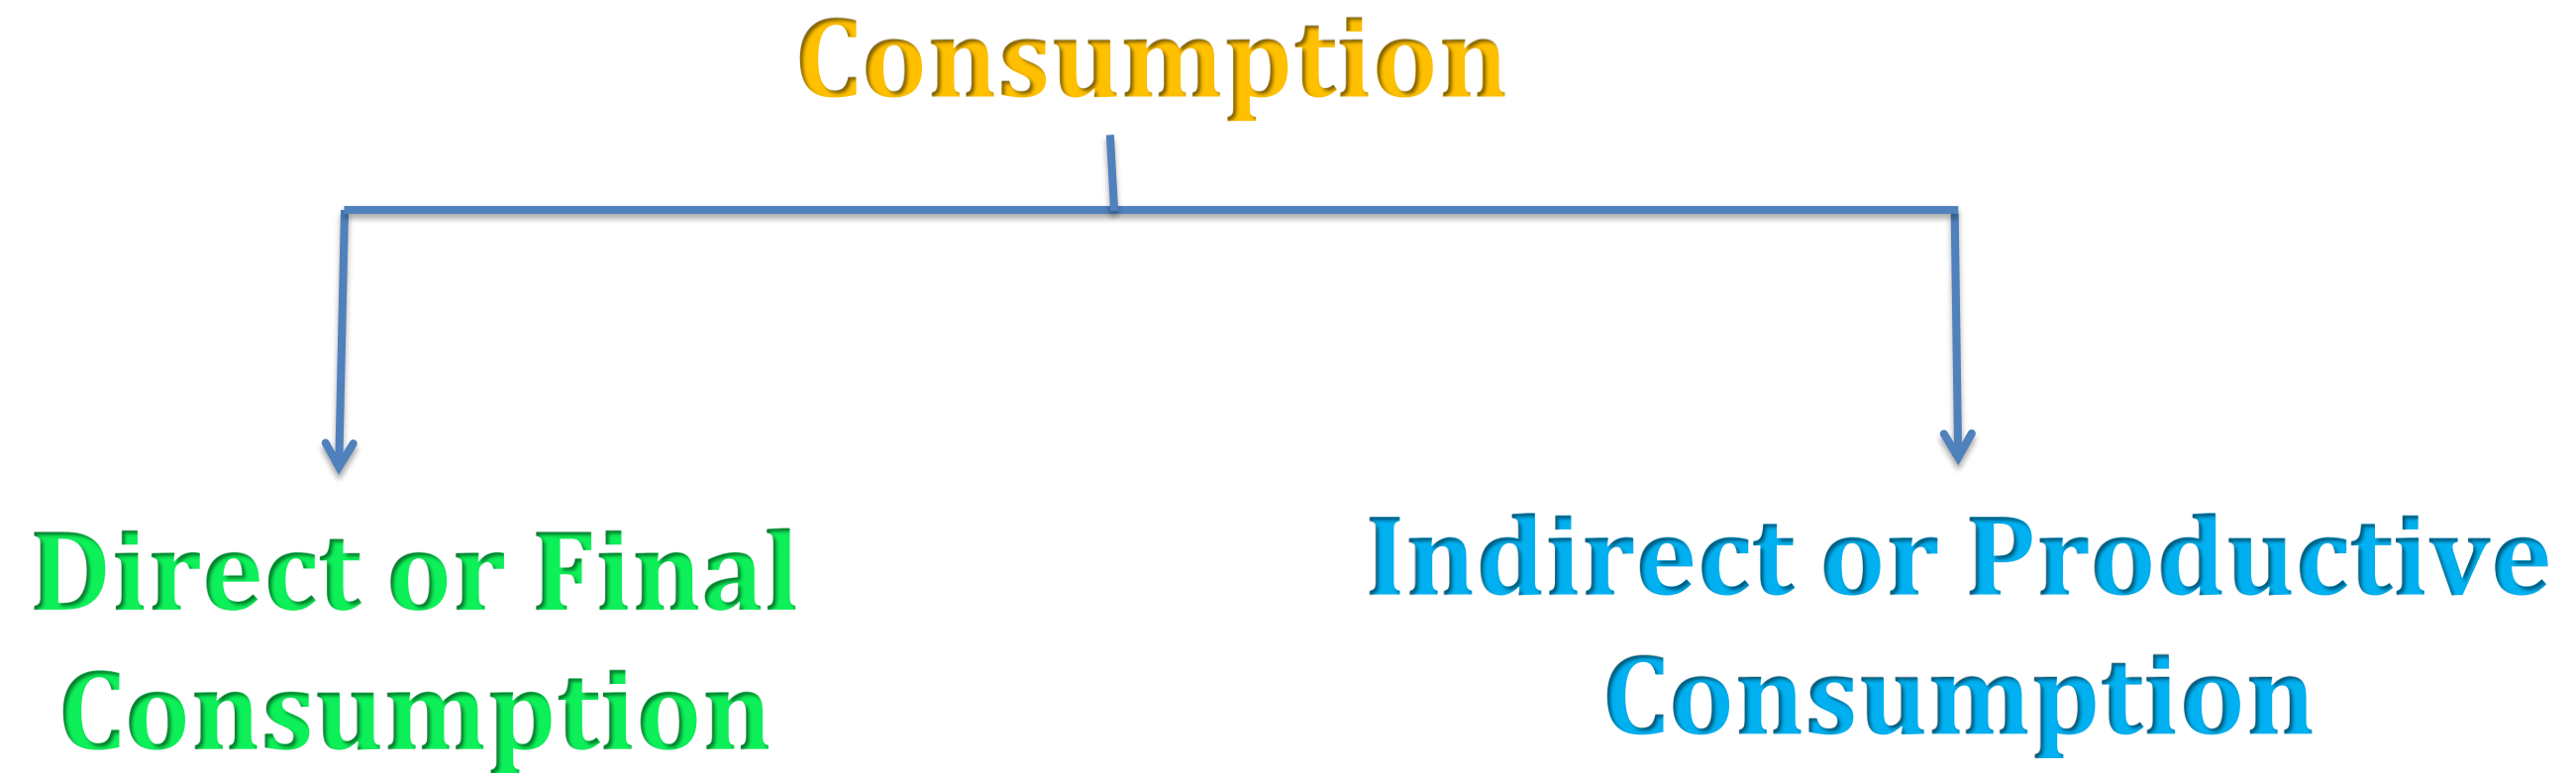 Consumption
Direct or Final
Consumption
Indirect or Productive
Consumption